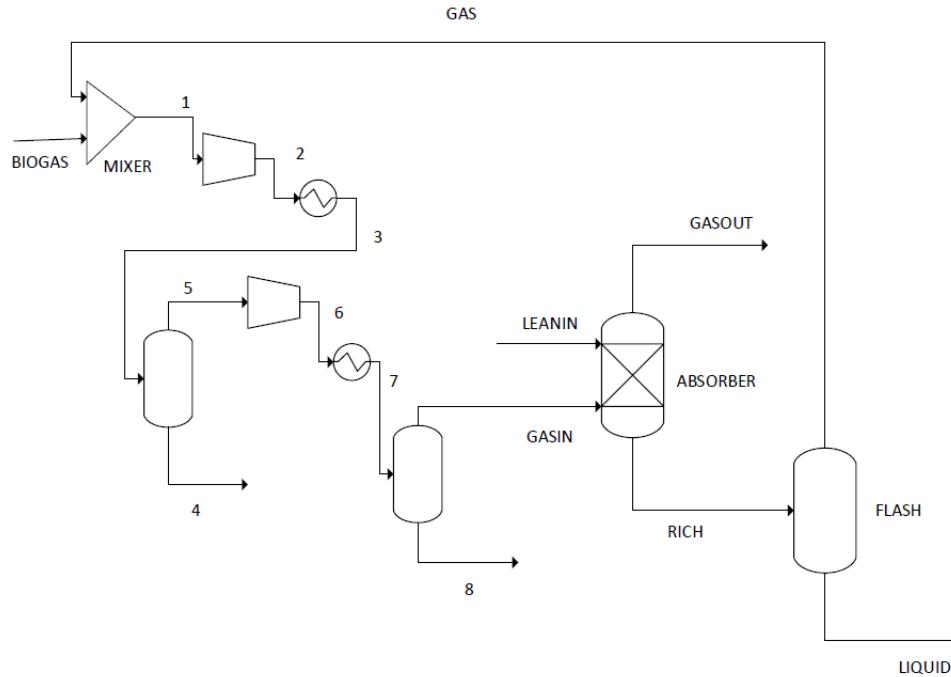 GAS
1
BIOGAS
MIXER
2
3
GASOUT
5
6
LEANIN
7
ABSORBER
GASIN
4
RICH
FLASH
8
LIQUID